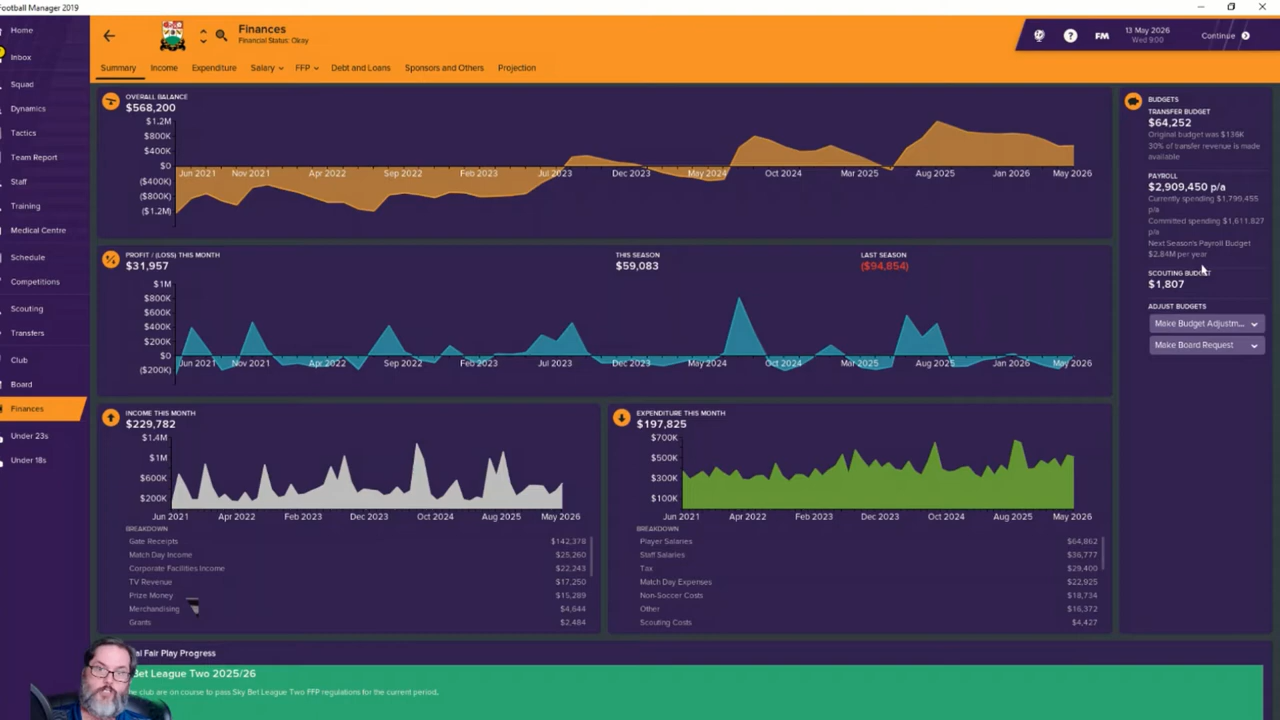 Football Manager 2019
Home
Inbox
Squad
Dynamics
Tactics
Team Report
Staff
Training
Medical Centre
Schedule
Competitions
Scouting
Transfers
Club
Board
Finances
Under 23s
Under 18s
Finances
Financial Status: Okay
FM
13 May 2026
Wed 9:00
Continue
Summary Income Expenditure Salary FFP Debt and Loans Sponsors and Others Projection
OVERALL BALANCE
$568,200
$1.2M
$800K
$400K
$0
($400K)
($800K)
($1.2M)
Jun 2021 Nov 2021 Apr 2022 Sep 2022 Feb 2023 Jul 2023 Dec 2023 May 2024 Oct 2024 Mar 2025 Aug 2025 Jan 2026 May 2026
PROFIT / (LOSS) THIS MONTH
$31,957
THIS SEASON
$59,083
LAST SEASON
($94,854)
$1M
$800K
$600K
$400K
$200K
$0
($200K)
Jun 2021 Nov 2021 Apr 2022 Sep 2022 Feb 2023 Jul 2023 Dec 2023 May 2024 Oct 2024 Mar 2025 Aug 2025 Jan 2026 May 2026
INCOME THIS MONTH
$229,782
$1.4M
$1M
$600K
$200K
Jun 2021 Apr 2022 Feb 2023 Dec 2023 Oct 2024 Aug 2025 May 2026
BREAKDOWN
Gate Receipts $142,378
Match Day Income $25,260
Corporate Facilities Income $22,243
TV Revenue $17,250
Prize Money $15,289
Merchandising $4,644
Grants $2,484
EXPENDITURE THIS MONTH
$197,825
$700K
$500K
$300K
$100K
Jun 2021 Apr 2022 Feb 2023 Dec 2023 Oct 2024 Aug 2025 May 2026
BREAKDOWN
Player Salaries $64,862
Staff Salaries $36,777
Tax $29,400
Match Day Expenses $22,925
Non-Soccer Costs $18,734
Other $16,372
Scouting Costs $4,427
BUDGETS
TRANSFER BUDGET
$64,252
Original budget was $136K
30% of transfer revenue is made
available
PAYROLL
$2,909,450 p/a
Currently spending $1,799,455
p/a
Committed spending $1,611,827
p/a
Next Season's Payroll Budget
$2.84M per year
SCOUTING BUDGET
$1,807
ADJUST BUDGETS
Make Budget Adjustm...
Make Board Request
al Fair Play Progress
Bet League Two 2025/26
he club are on course to pass Sky Bet League Two FFP regulations for the current period.